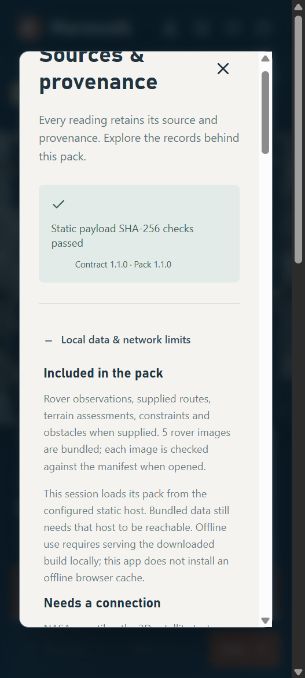 Sources &
provenance
Every reading retains its source and
provenance. Explore the records behind
this pack.
Static payload SHA-256 checks
passed
Contract 1.1.0 · Pack 1.1.0
Local data & network limits
Included in the pack
Rover observations, supplied routes,
terrain assessments, constraints and
obstacles when supplied. 5 rover images
are bundled; each image is checked
against the manifest when opened.
This session loads its pack from the
configured static host. Bundled data still
needs that host to be reachable. Offline
use requires serving the downloaded
build locally; this app does not install an
offline browser cache.
Needs a connection